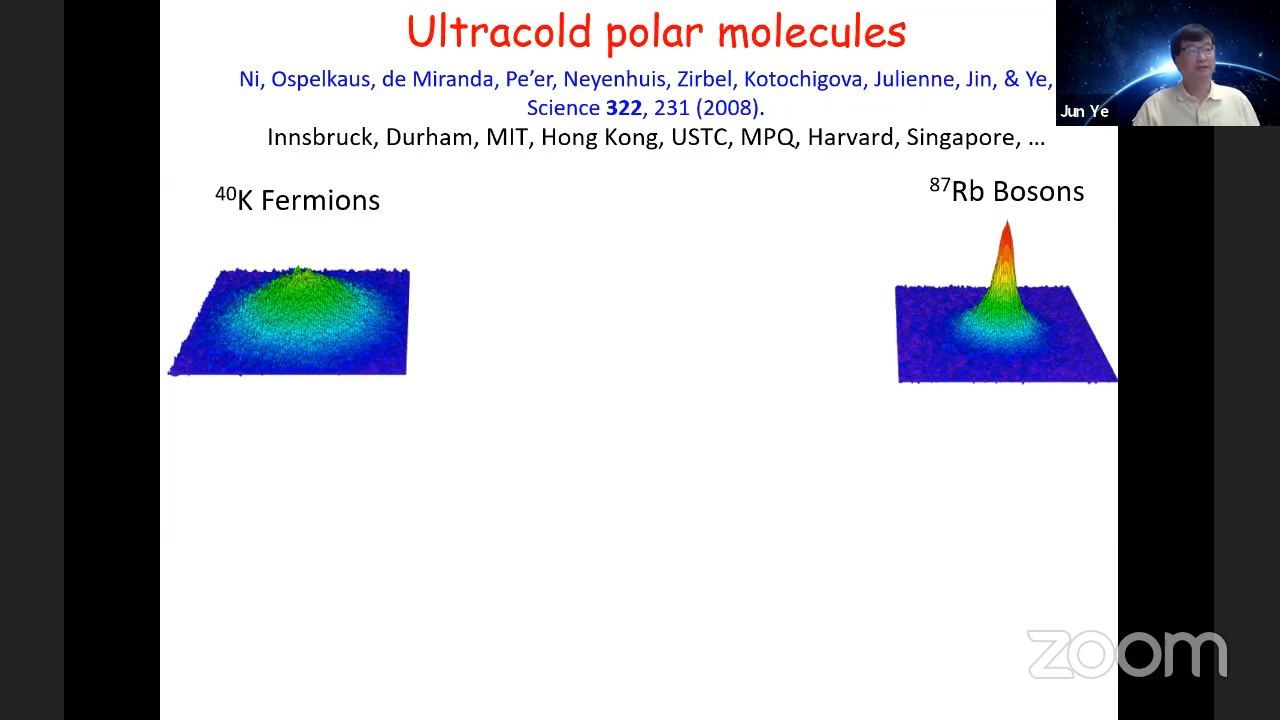 Ultracold polar molecules
Ni, Ospelkaus, de Miranda, Pe’er, Neyenhuis, Zirbel, Kotochigova, Julienne, Jin, & Ye,
Science 322, 231 (2008).
Innsbruck, Durham, MIT, Hong Kong, USTC, MPQ, Harvard, Singapore, …
Jun Ye
⁴⁰K Fermions
⁸⁷Rb Bosons
zoom